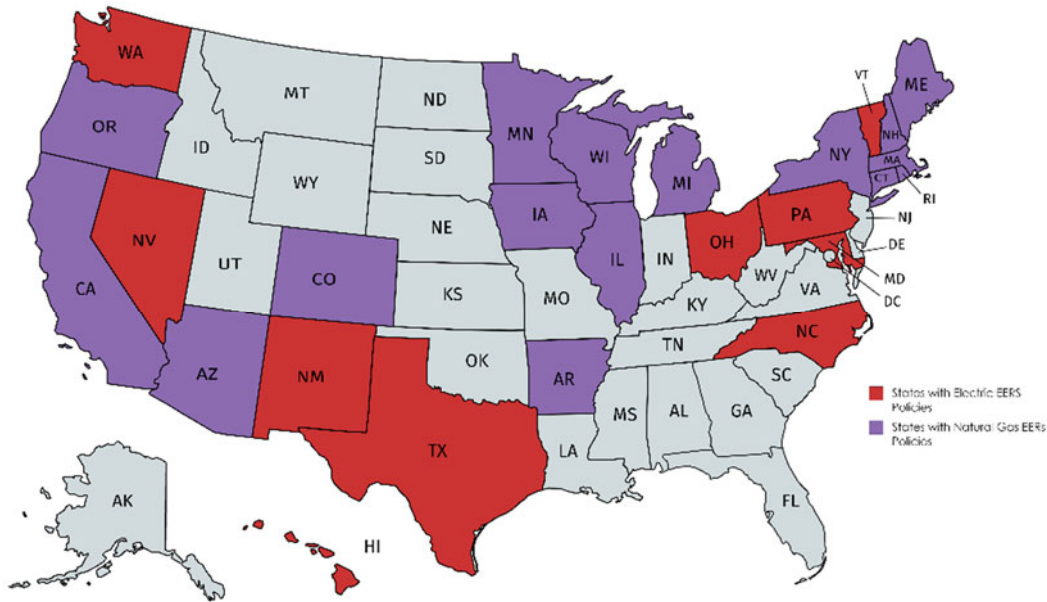 WA
MT
ND
VT
ME
OR
MN
ID
SD
WI
NY
NH
MA
WY
MI
CT
RI
IA
PA
NJ
NE
NV
OH
IL
IN
DE
UT
CO
WV
MD
CA
KS
MO
VA
DC
KY
NC
TN
OK
AZ
NM
AR
SC
MS
AL
GA
TX
LA
FL
AK
HI
States with Electric EERS
Policies
States with Natural Gas EERs
Policios